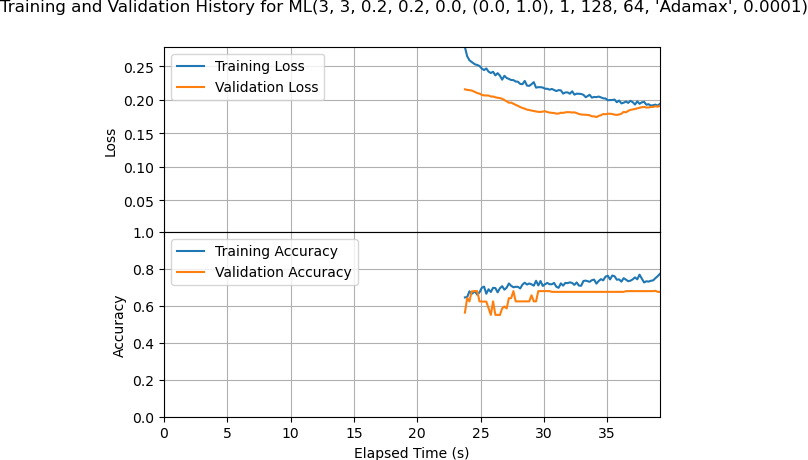 Training and Validation History for ML(3, 3, 0.2, 0.2, 0.0, (0.0, 1.0), 1, 128, 64, 'Adamax', 0.0001)
0.25
0.20
0.15
0.10
0.05
Loss
Training Loss
Validation Loss
1.0
0.8
0.6
0.4
0.2
0.0
Accuracy
Training Accuracy
Validation Accuracy
0
5
10
15
20
25
30
35
Elapsed Time (s)